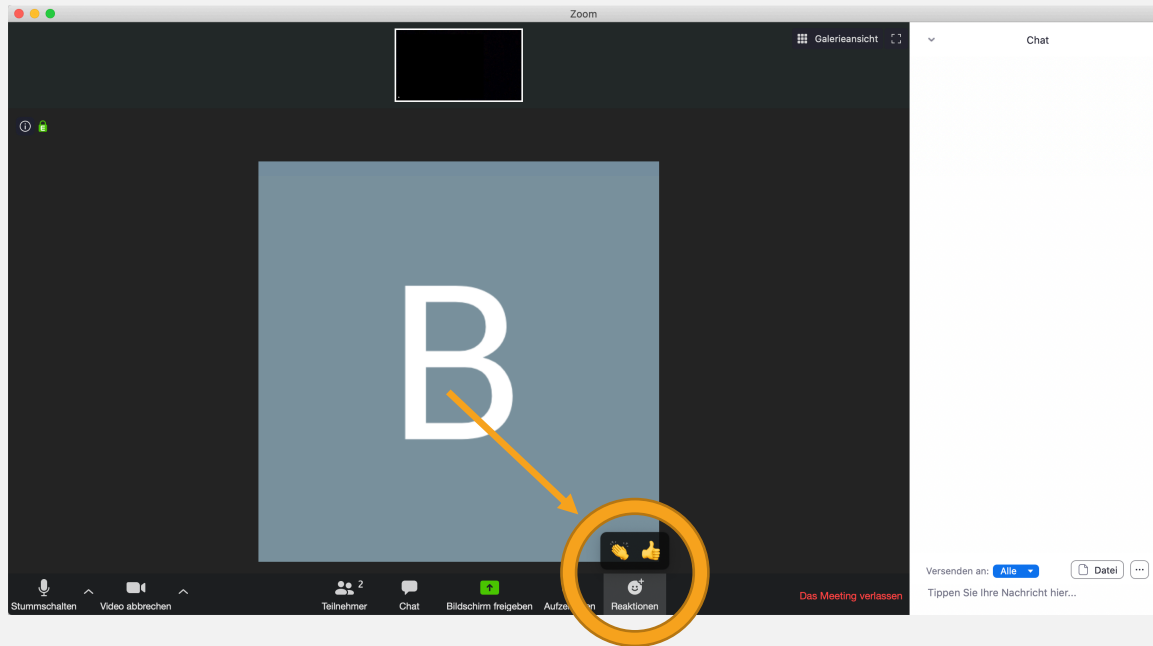 Zoom
Galerieansicht
Chat
B
Versenden an: Alle
Datei
Tippen Sie Ihre Nachricht hier...
2
Stummschalten Video abbrechen Teilnehmer Chat Bildschirm freigeben Reaktionen Das Meeting verlassen